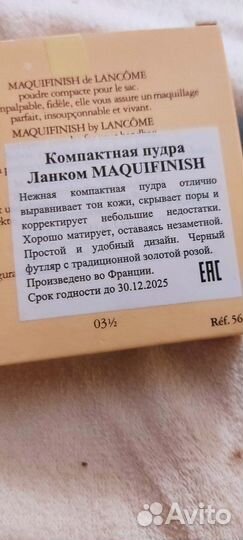 MAQUIFINISH de LANCÔME
poudre compacte pour le sac.
mpalpable, fidèle, elle vous assure un maquillage
parfait, insoupçonnable et vivant.
MAQUIFINISH by LANCÔME
Компактная пудра
Ланком MAQUIFINISH
Нежная компактная пудра отлично
выравнивает тон кожи, скрывает поры и
корректирует небольшие недостатки.
Хорошо матирует, оставаясь незаметной.
Простой и удобный дизайн. Черный
футляр с традиционной золотой розой.
Произведено во Франции.
Срок годности до 30.12.2025
EAC
03½
Réf. 56
Avito